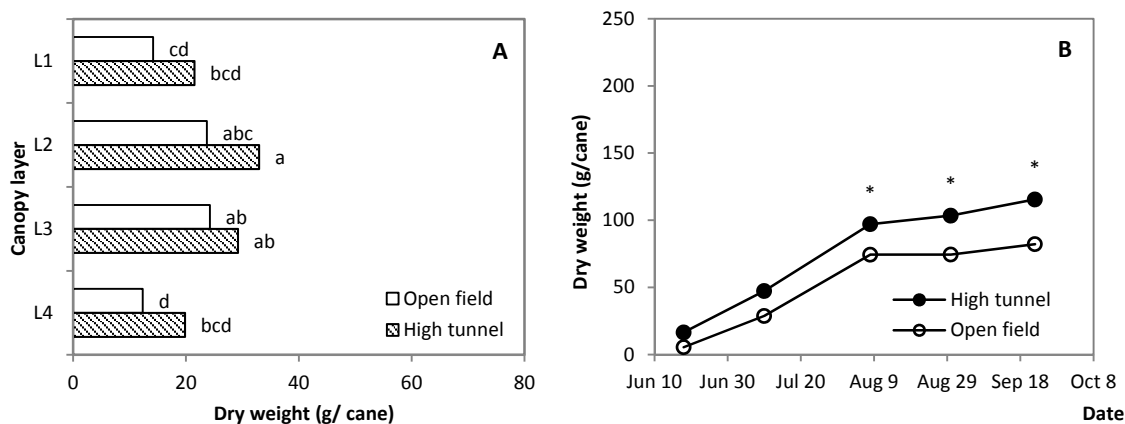 A
Canopy layer
L1
cd
bcd
L2
abc
a
L3
ab
ab
L4
d
bcd
Open field
High tunnel
0 20 40 60 80
Dry weight (g/ cane)
B
Dry weight (g/cane)
250
200
150
100
50
0
* * *
High tunnel
Open field
Jun 10 Jun 30 Jul 20 Aug 9 Aug 29 Sep 18 Oct 8
Date